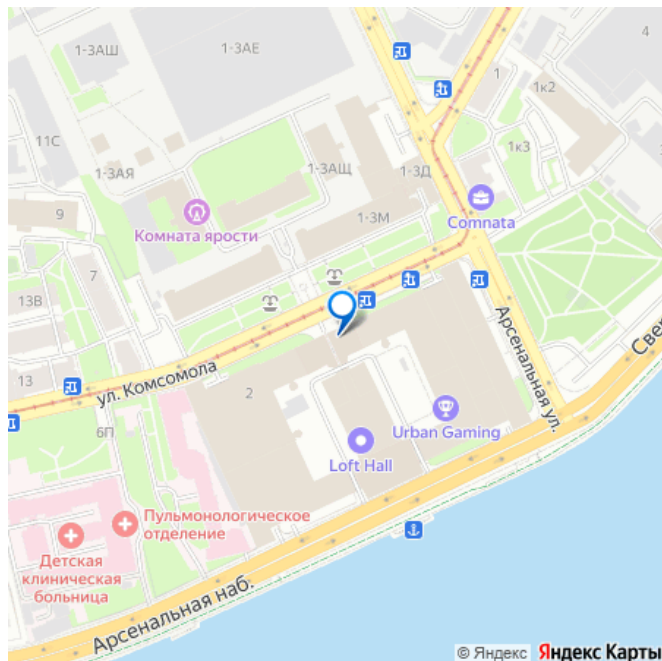 1-3АШ
1-3АЕ
4
1
1к2
11С
1-3АЯ
1-3АЩ
1-3Д
1к3
3
9
1-3М
Comnata
Комната ярости
7
13В
13
ул. Комсомола
Арсенальная ул.
Све
2
6П
Urban Gaming
Loft Hall
Пульмонологическое
отделение
Детская
клиническая
больница
Арсенальная наб.
© Яндекс Яндекс Карты